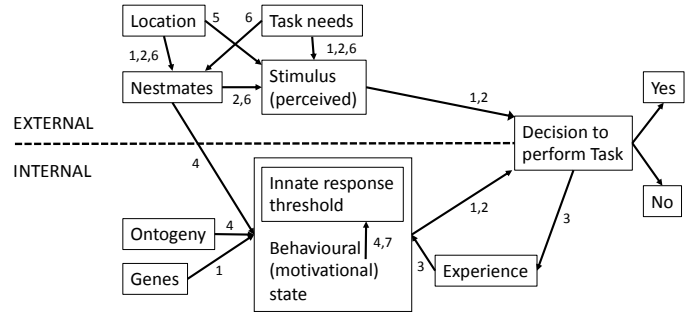 Location
5
6
Task needs
1,2,6
1,2,6
Nestmates
2,6
Stimulus
(perceived)
1,2
Yes
EXTERNAL
Decision to
perform Task
INTERNAL
4
Innate response
threshold
1,2
3
No
Ontogeny
4
4,7
Behavioural
(motivational)
state
Genes
1
3
Experience